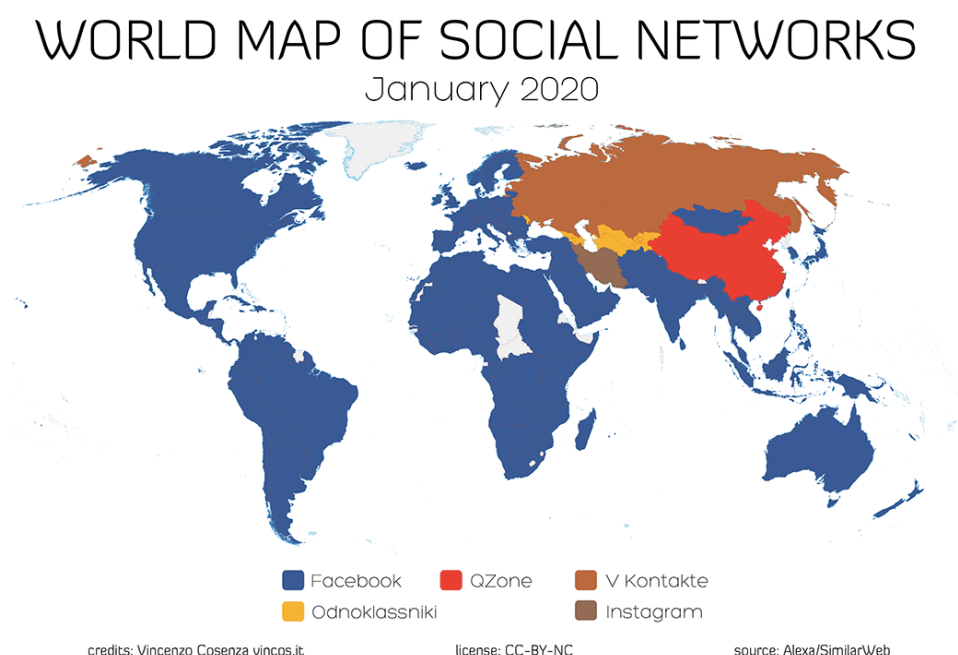 WORLD MAP OF SOCIAL NETWORKS
January 2020
Facebook QZone V Kontakte
Odnoklassniki Instagram
credits: Vincenzo Cosenza vincos.it license: CC-BY-NC source: Alexa/SimilarWeb